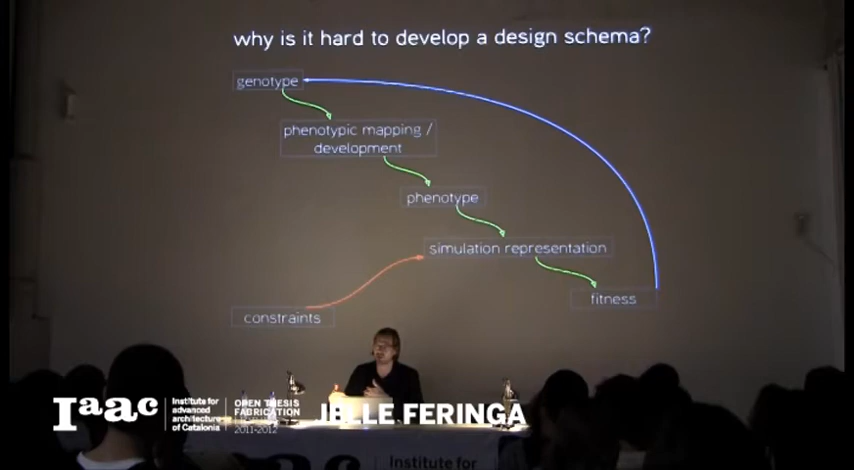 why is it hard to develop a design schema?
genotype
phenotypic mapping /
development
phenotype
simulation representation
fitness
constraints
Iaac
Institute for
advanced
architecture
of Catalonia
OPEN THESIS
FABRICATION
2011-2012
JELLE FERINGA
Institute for